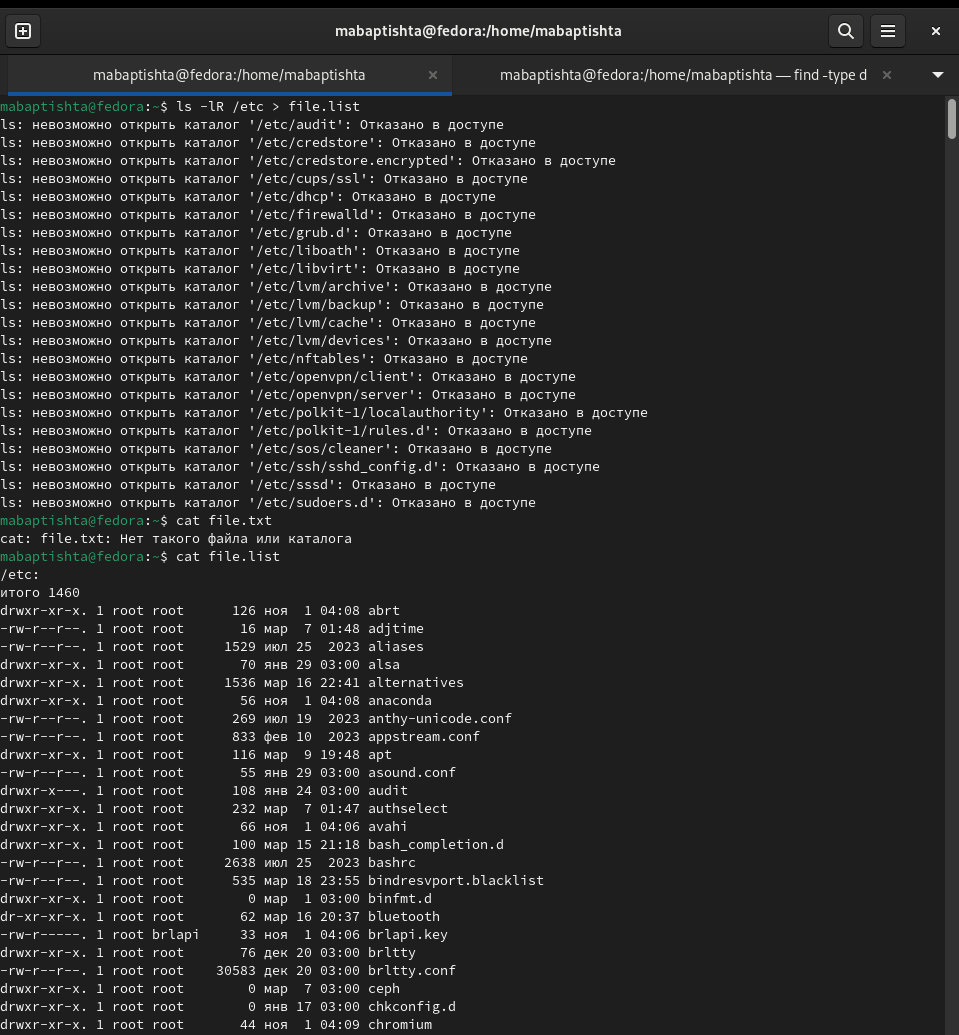 mabaptishta@fedora:/home/mabaptishta
mabaptishta@fedora:/home/mabaptishta
mabaptishta@fedora:/home/mabaptishta — find -type d
mabaptishta@fedora:~$ ls -lR /etc > file.list
ls: невозможно открыть каталог '/etc/audit': Отказано в доступе
ls: невозможно открыть каталог '/etc/credstore': Отказано в доступе
ls: невозможно открыть каталог '/etc/credstore.encrypted': Отказано в доступе
ls: невозможно открыть каталог '/etc/cups/ssl': Отказано в доступе
ls: невозможно открыть каталог '/etc/dhcp': Отказано в доступе
ls: невозможно открыть каталог '/etc/firewalld': Отказано в доступе
ls: невозможно открыть каталог '/etc/grub.d': Отказано в доступе
ls: невозможно открыть каталог '/etc/liboath': Отказано в доступе
ls: невозможно открыть каталог '/etc/libvirt': Отказано в доступе
ls: невозможно открыть каталог '/etc/lvm/archive': Отказано в доступе
ls: невозможно открыть каталог '/etc/lvm/backup': Отказано в доступе
ls: невозможно открыть каталог '/etc/lvm/cache': Отказано в доступе
ls: невозможно открыть каталог '/etc/lvm/devices': Отказано в доступе
ls: невозможно открыть каталог '/etc/nftables': Отказано в доступе
ls: невозможно открыть каталог '/etc/openvpn/client': Отказано в доступе
ls: невозможно открыть каталог '/etc/openvpn/server': Отказано в доступе
ls: невозможно открыть каталог '/etc/polkit-1/localauthority': Отказано в доступе
ls: невозможно открыть каталог '/etc/polkit-1/rules.d': Отказано в доступе
ls: невозможно открыть каталог '/etc/sos/cleaner': Отказано в доступе
ls: невозможно открыть каталог '/etc/ssh/sshd_config.d': Отказано в доступе
ls: невозможно открыть каталог '/etc/sssd': Отказано в доступе
ls: невозможно открыть каталог '/etc/sudoers.d': Отказано в доступе
mabaptishta@fedora:~$ cat file.txt
cat: file.txt: Нет такого файла или каталога
mabaptishta@fedora:~$ cat file.list
/etc:
итого 1460
drwxr-xr-x. 1 root root      126 ноя  1 04:08 abrt
-rw-r--r--. 1 root root       16 мар  7 01:48 adjtime
-rw-r--r--. 1 root root     1529 июл 25  2023 aliases
drwxr-xr-x. 1 root root       70 янв 29 03:00 alsa
drwxr-xr-x. 1 root root     1536 мар 16 22:41 alternatives
drwxr-xr-x. 1 root root       56 ноя  1 04:08 anaconda
-rw-r--r--. 1 root root      269 июл 19  2023 anthy-unicode.conf
-rw-r--r--. 1 root root      833 фев 10  2023 appstream.conf
drwxr-xr-x. 1 root root      116 мар  9 19:48 apt
-rw-r--r--. 1 root root       55 янв 29 03:00 asound.conf
drwxr-x---. 1 root root      108 янв 24 03:00 audit
drwxr-xr-x. 1 root root      232 мар  7 01:47 authselect
drwxr-xr-x. 1 root root       66 ноя  1 04:06 avahi
drwxr-xr-x. 1 root root      100 мар 15 21:18 bash_completion.d
-rw-r--r--. 1 root root     2638 июл 25  2023 bashrc
-rw-r--r--. 1 root root      535 мар 18 23:55 bindresvport.blacklist
drwxr-xr-x. 1 root root        0 мар  1 03:00 binfmt.d
dr-xr-xr-x. 1 root root       62 мар 16 20:37 bluetooth
-rw-r-----. 1 root brlapi     33 ноя  1 04:06 brlapi.key
drwxr-xr-x. 1 root root       76 дек 20 03:00 brltty
-rw-r--r--. 1 root root    30583 дек 20 03:00 brltty.conf
drwxr-xr-x. 1 root root        0 мар  7 03:00 ceph
drwxr-xr-x. 1 root root        0 янв 17 03:00 chkconfig.d
drwxr-xr-x. 1 root root       44 ноя  1 04:09 chromium